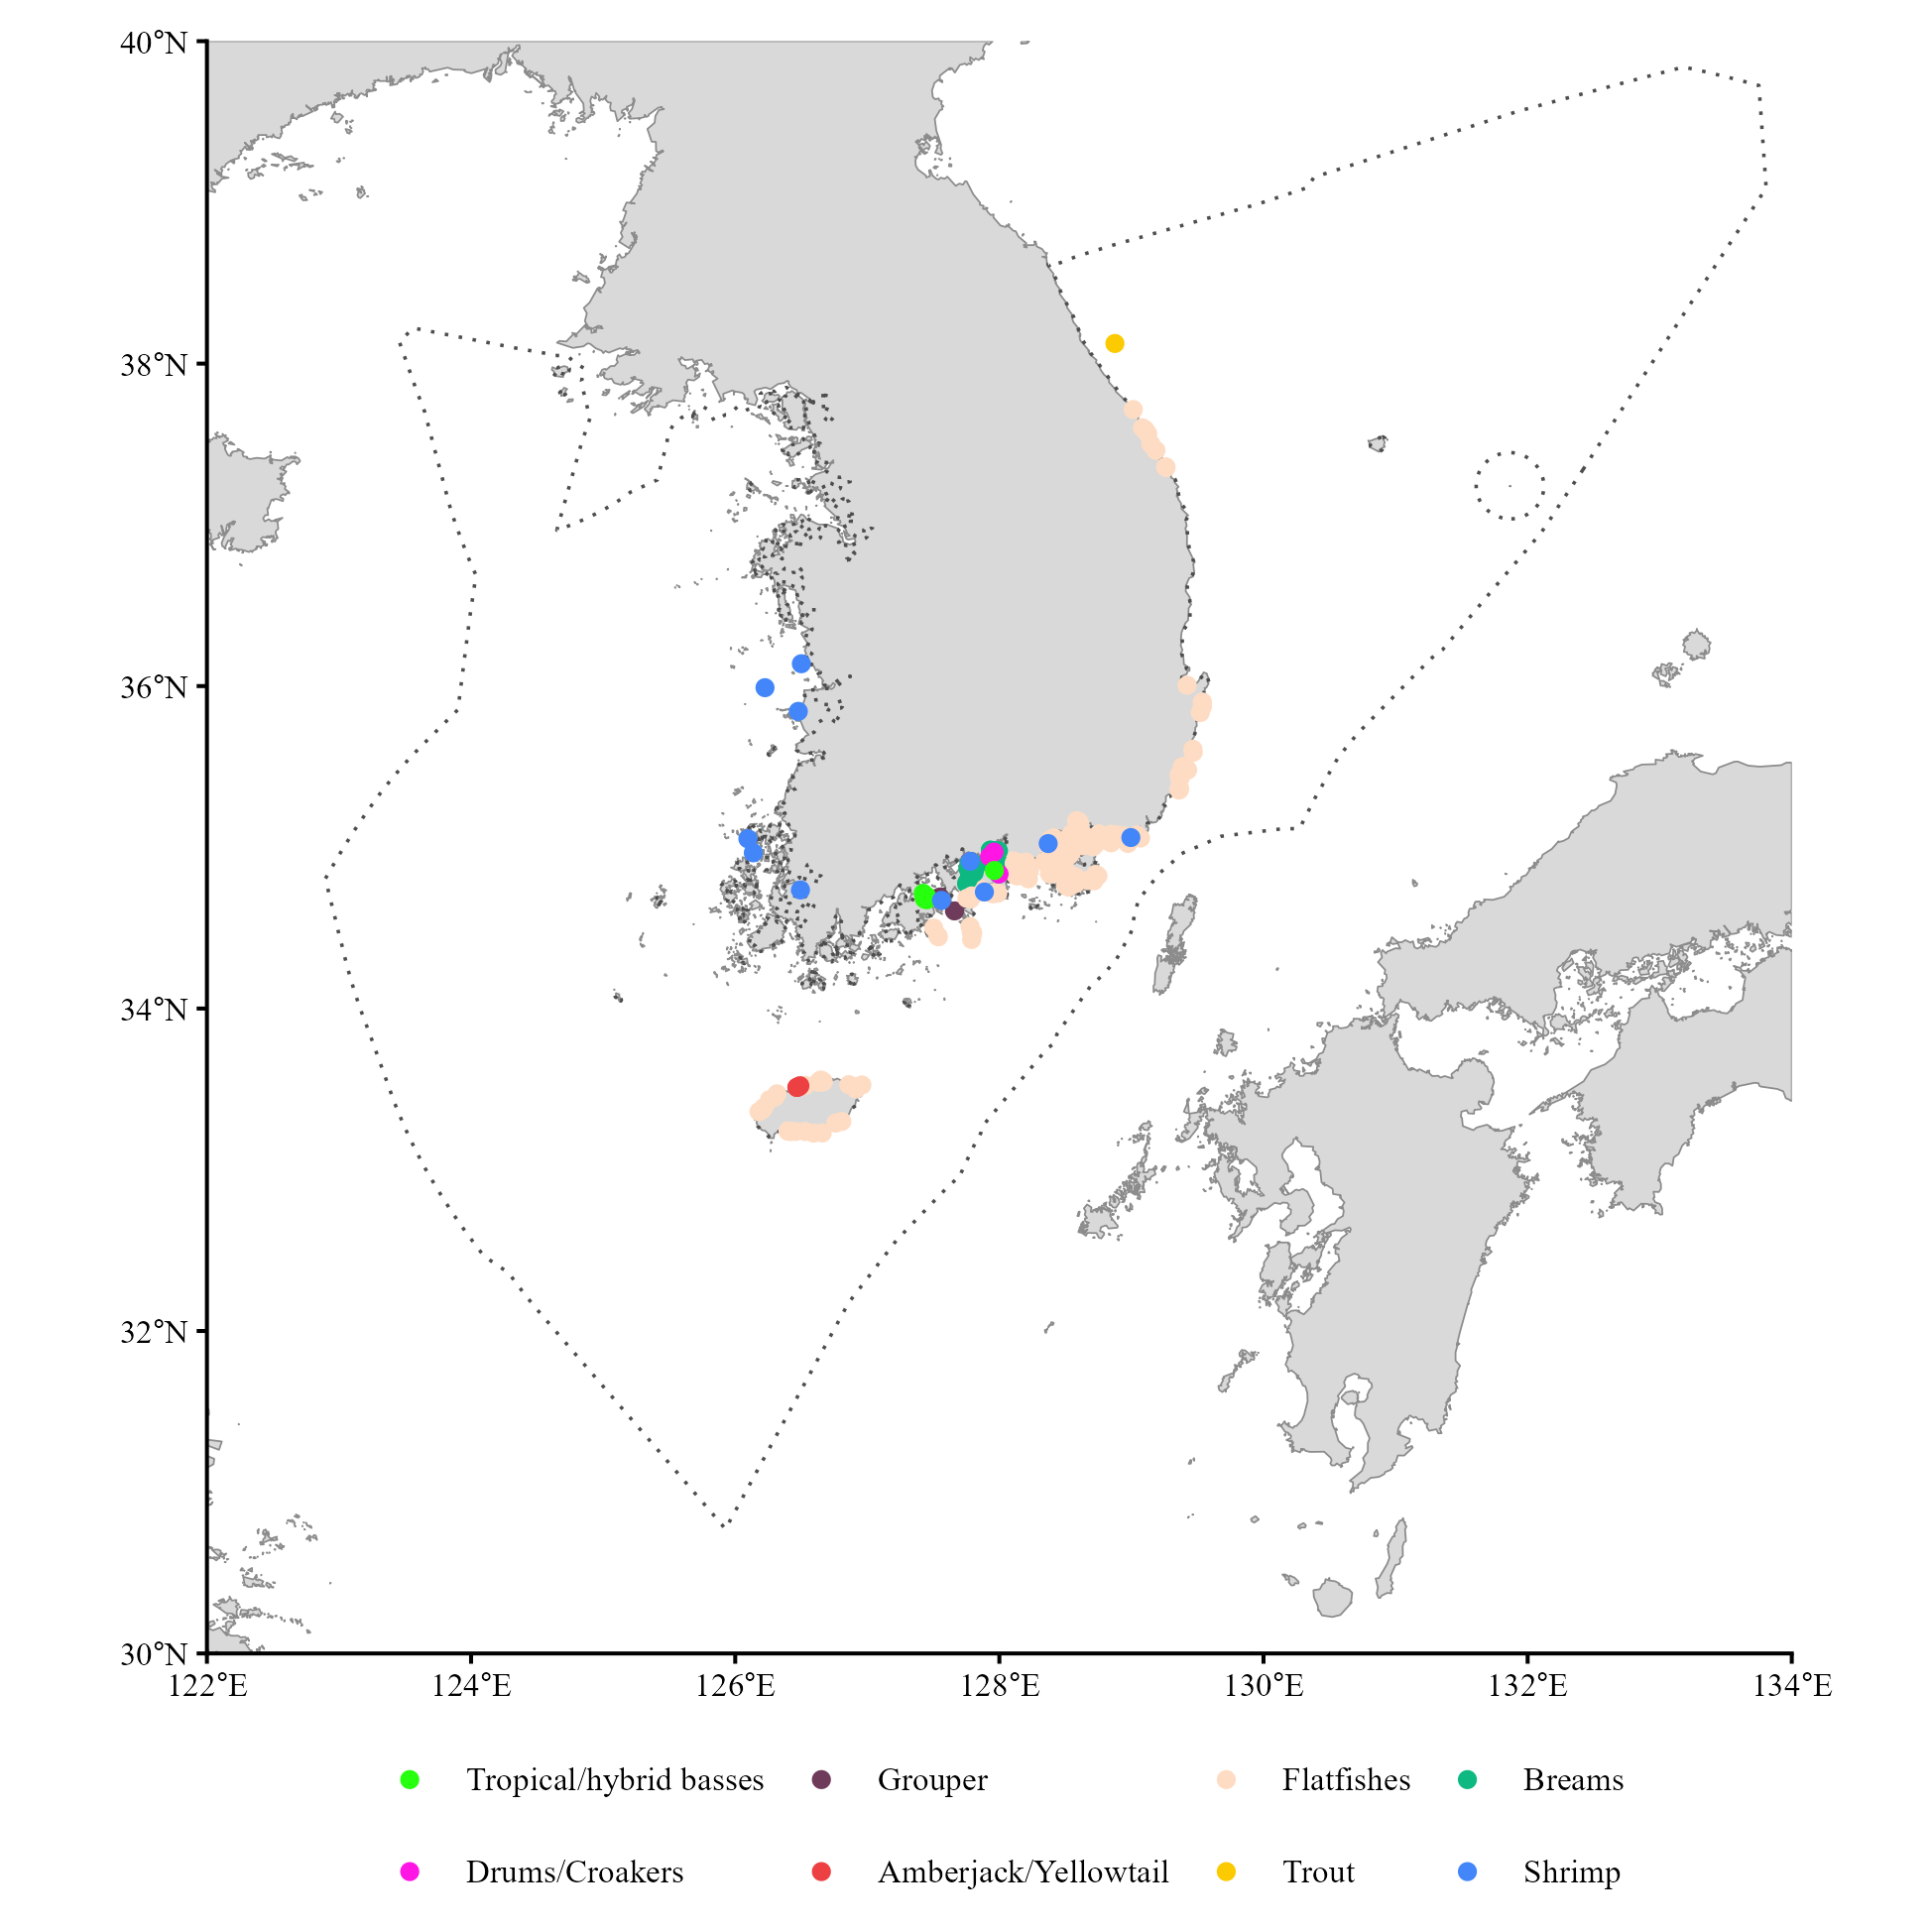 40°N
38°N
36°N
34°N
32°N
30°N
122°E 124°E 126°E 128°E 130°E 132°E 134°E
Tropical/hybrid basses Grouper Flatfishes Breams
Drums/Croakers Amberjack/Yellowtail Trout Shrimp